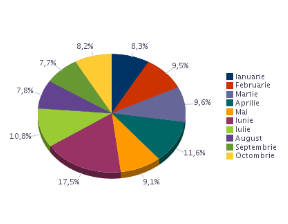 8,2%
8,3%
7,7%
9,5%
7,8%
9,6%
10,8%
11,6%
17,5%
9,1%
Ianuarie
Februarie
Martie
Aprilie
Mai
Iunie
Iulie
August
Septembrie
Octombrie